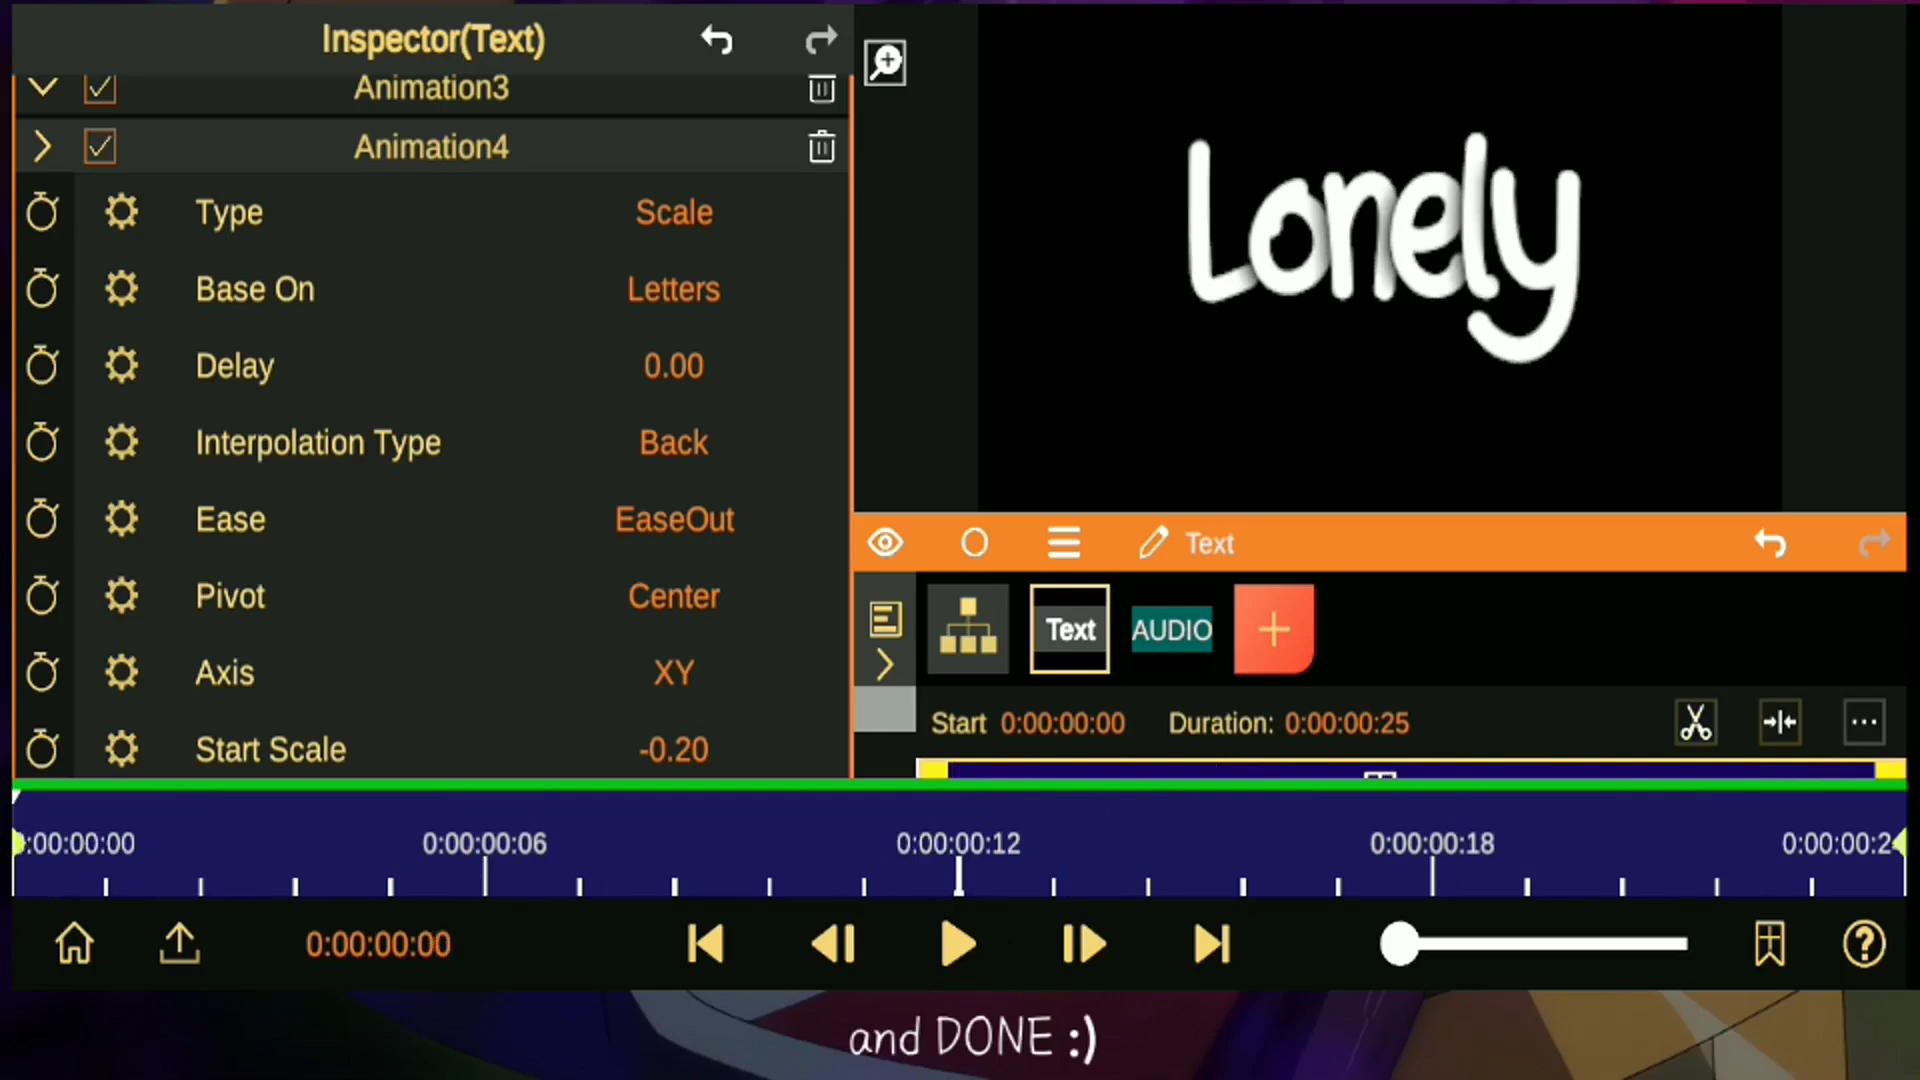 Inspector(Text)
Animation3
Animation4
Type Scale
Base On Letters
Delay 0.00
Interpolation Type Back
Ease EaseOut
Pivot Center
Axis XY
Start Scale -0.20
Lonely
Text
Text AUDIO
Start 0:00:00:00 Duration: 0:00:00:25
:00:00:00 0:00:00:06 0:00:00:12 0:00:00:18 0:00:00:2
0:00:00:00
and DONE :)